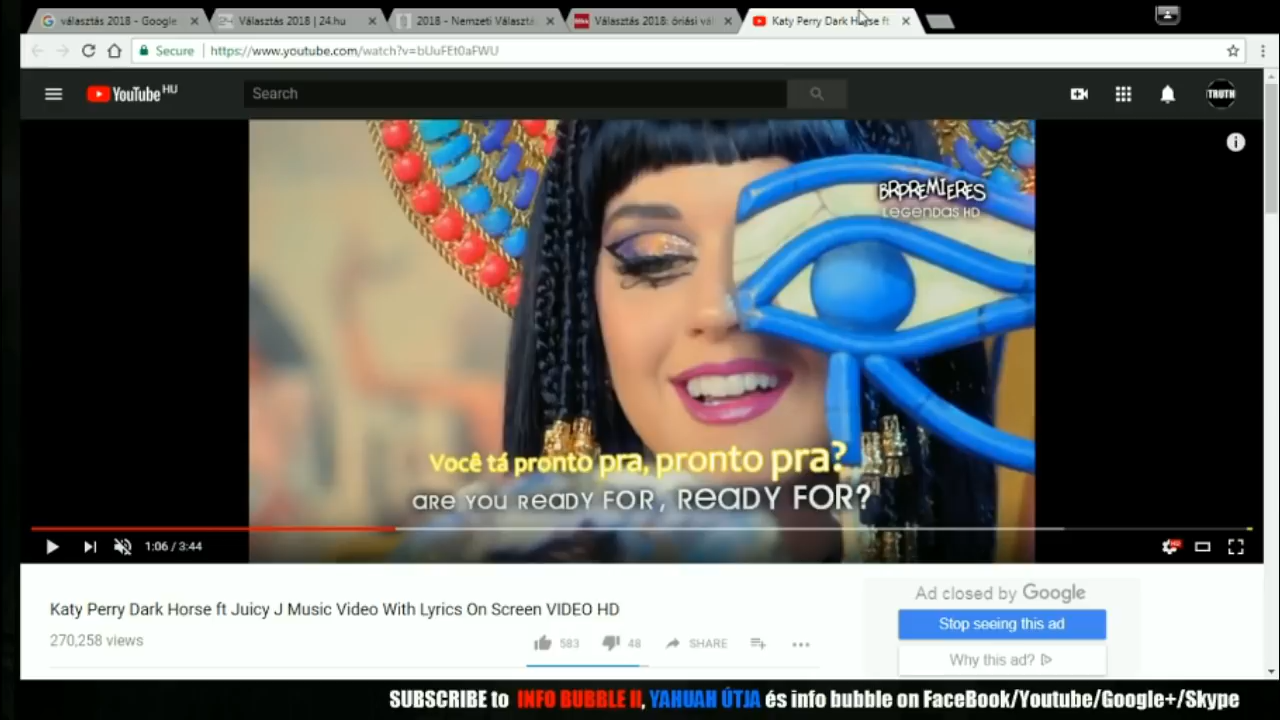 választás 2018 - Google
Választás 2018 | 24.hu
2018 - Nemzeti Választá
Választás 2018: óriási vá
Katy Perry Dark Horse ft
Secure
https://www.youtube.com/watch?v=bUuFEt0aFWU
YouTube HU
Search
TRUTH
BRPREMIERES
LEGENDAS HD
Você tá pronto pra, pronto pra?
aRE YOU ReaDY FOR, ReaDY FOR?
1:06 / 3:44
HD
Katy Perry Dark Horse ft Juicy J Music Video With Lyrics On Screen VIDEO HD
270,258 views
583
48
SHARE
Ad closed by Google
Stop seeing this ad
Why this ad?
SUBSCRIBE to INFO BUBBLE II, YAHUAH ÚTJA és info bubble on FaceBook/Youtube/Google+/Skype